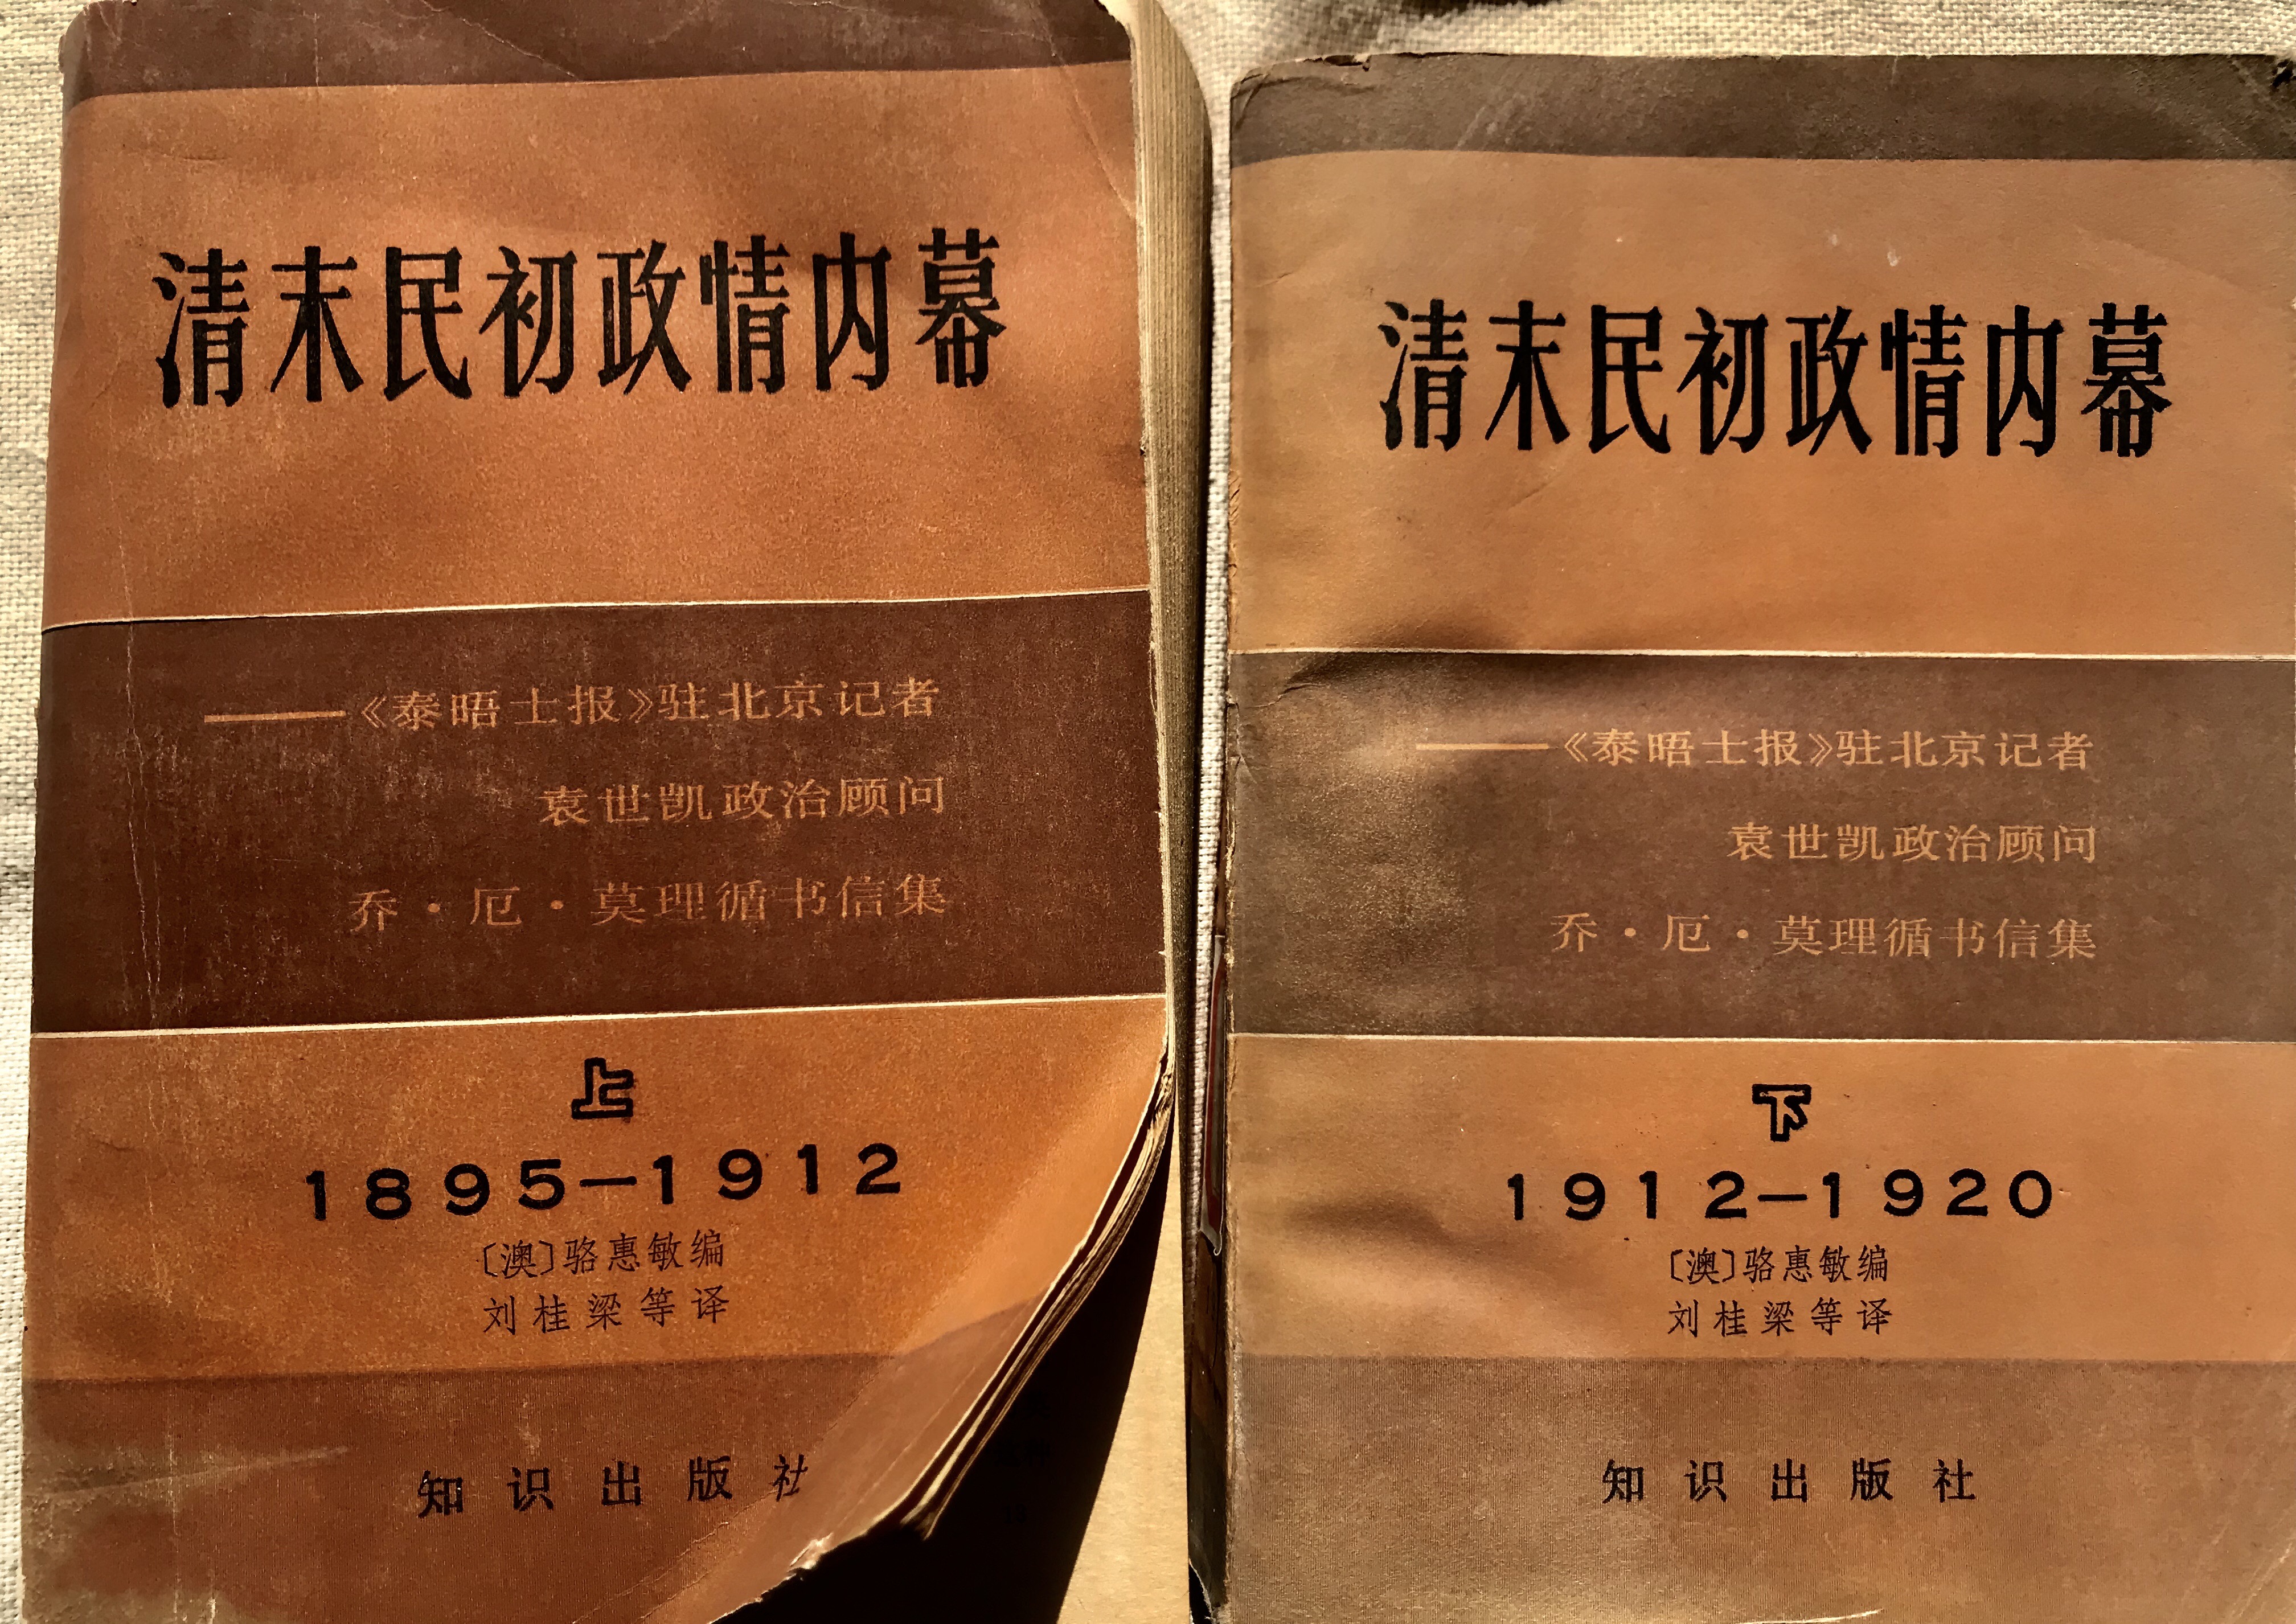 清末民初政情内幕
——《泰晤士报》驻北京记者
袁世凯政治顾问
乔·厄·莫理循书信集
上
1895—1912
〔澳〕骆惠敏编
刘桂梁等译
知识出版社
清末民初政情内幕
——《泰晤士报》驻北京记者
袁世凯政治顾问
乔·厄·莫理循书信集
下
1912—1920
〔澳〕骆惠敏编
刘桂梁等译
知识出版社